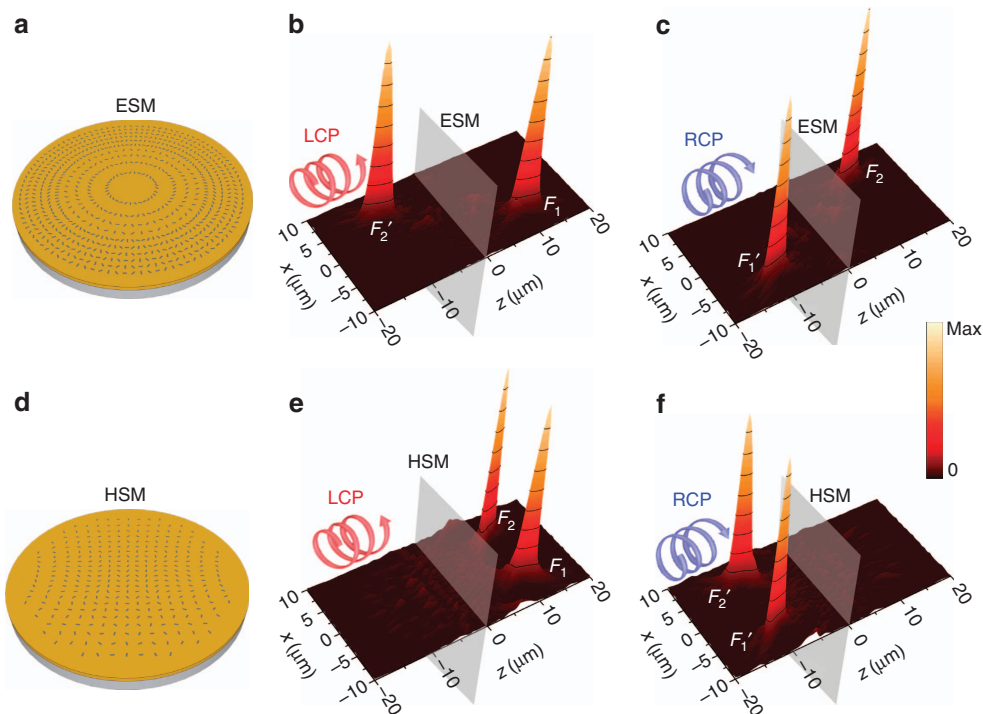 a
ESM
b
LCP
ESM
F2′
F1
10
5
0
−5
−10
x (μm)
−20
−10
0
10
20
z (μm)
c
RCP
ESM
F1′
F2
10
5
0
−5
−10
x (μm)
−20
−10
0
10
20
z (μm)
Max
0
d
HSM
e
LCP
HSM
F2
F1
10
5
0
−5
−10
x (μm)
−20
−10
0
10
20
z (μm)
f
RCP
HSM
F2′
F1′
10
5
0
−5
−10
x (μm)
−20
−10
0
10
20
z (μm)